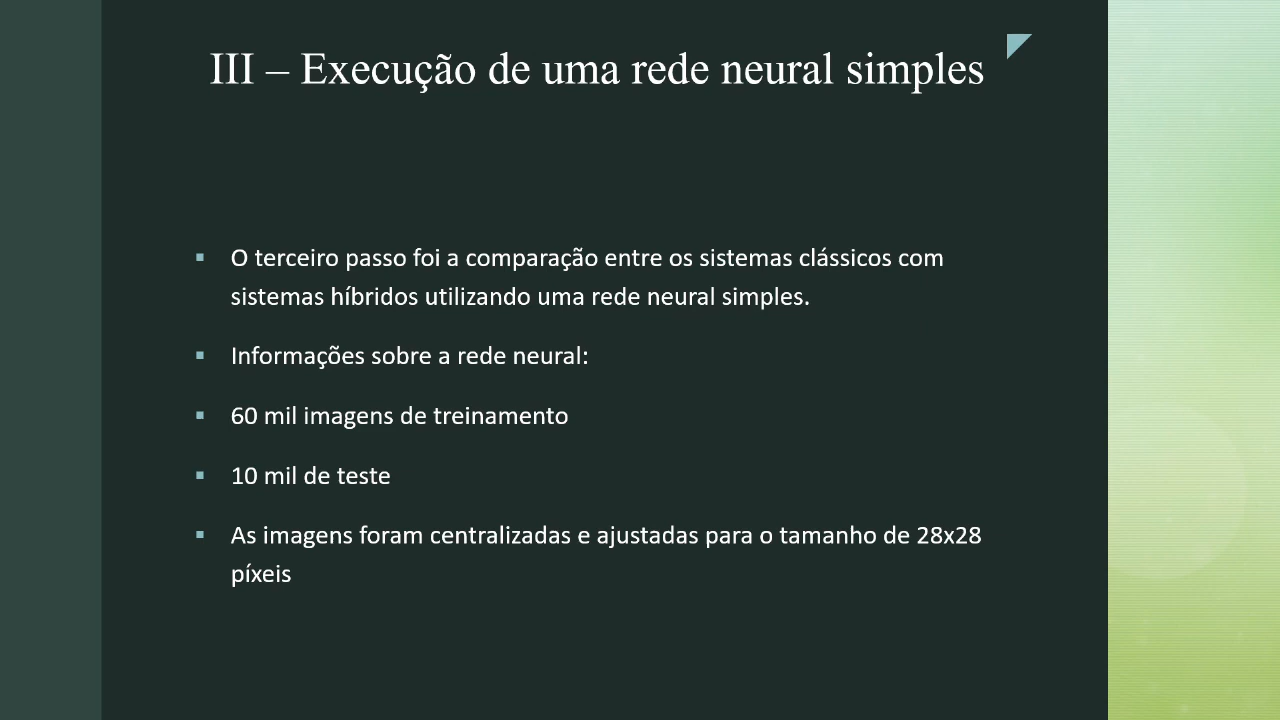 III – Execução de uma rede neural simples
▪ O terceiro passo foi a comparação entre os sistemas clássicos com
sistemas híbridos utilizando uma rede neural simples.
▪ Informações sobre a rede neural:
▪ 60 mil imagens de treinamento
▪ 10 mil de teste
▪ As imagens foram centralizadas e ajustadas para o tamanho de 28x28
píxeis